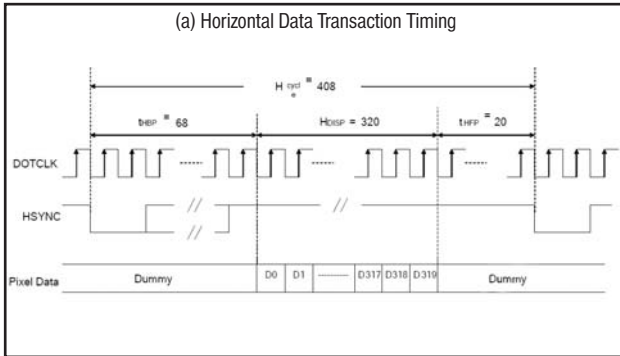 (a) Horizontal Data Transaction Timing
H cycl e = 408
tHBP = 68
HDISP = 320
tHFP = 20
DOTCLK
HSYNC
Pixel Data
Dummy
D0
D1
D317
D318
D319
Dummy